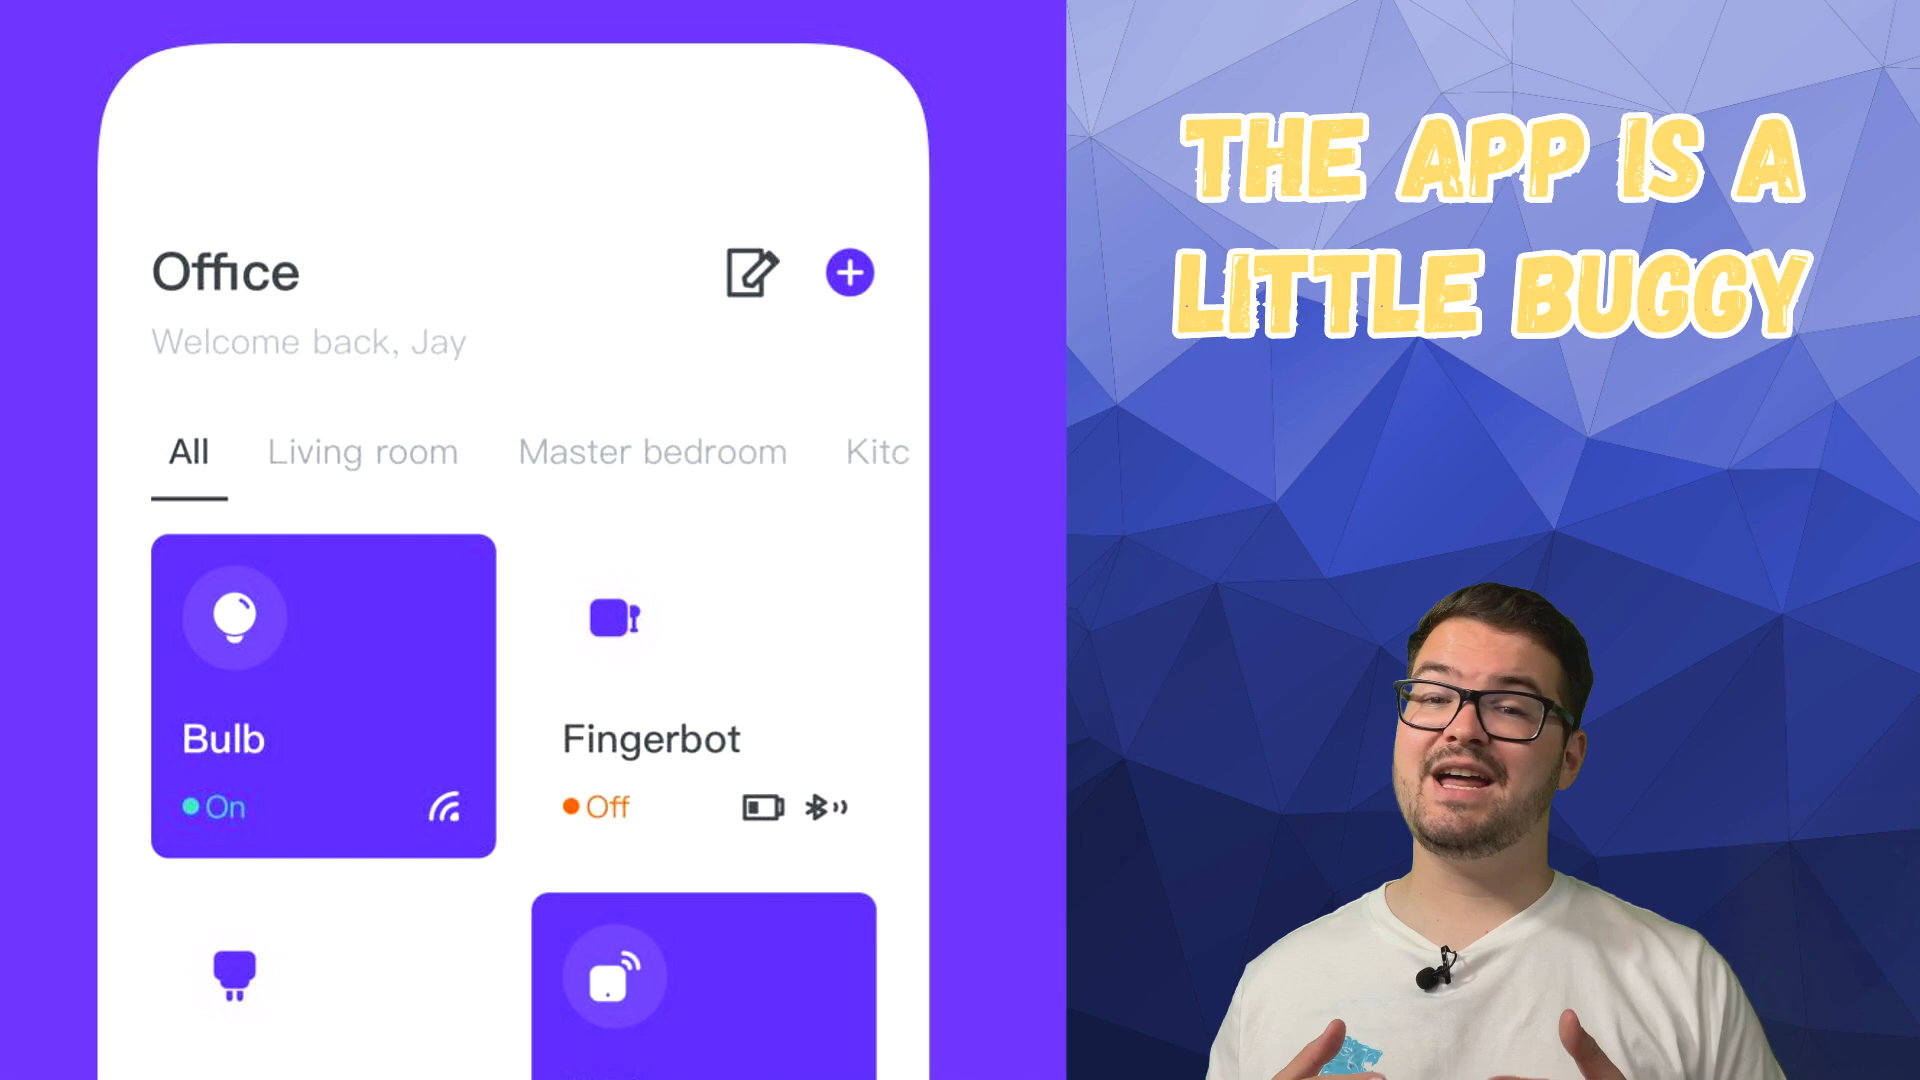 THE APP IS A
LITTLE BUGGY
Office
Welcome back, Jay
All Living room Master bedroom Kitc
Bulb
On
Fingerbot
Off